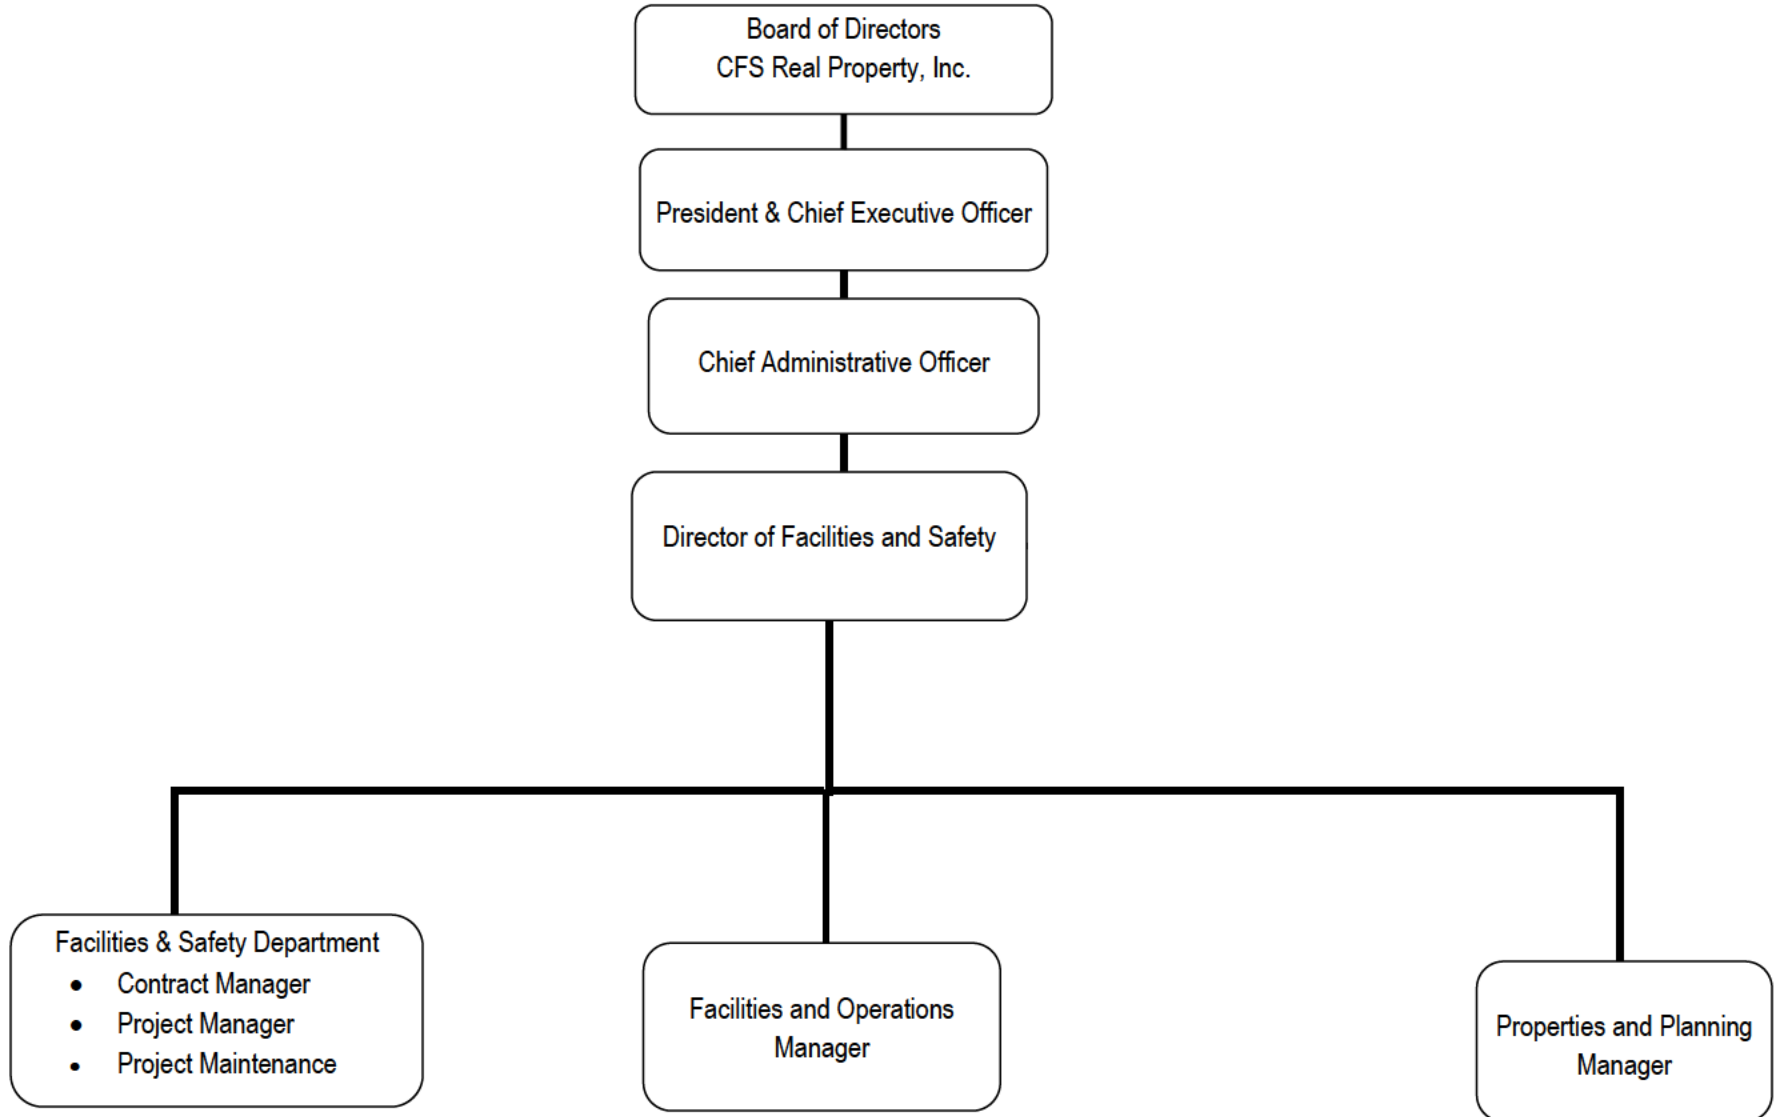 Board of Directors
CFS Real Property, Inc.
President & Chief Executive Officer
Chief Administrative Officer
Director of Facilities and Safety
Facilities & Safety Department
• Contract Manager
• Project Manager
• Project Maintenance
Facilities and Operations
Manager
Properties and Planning
Manager